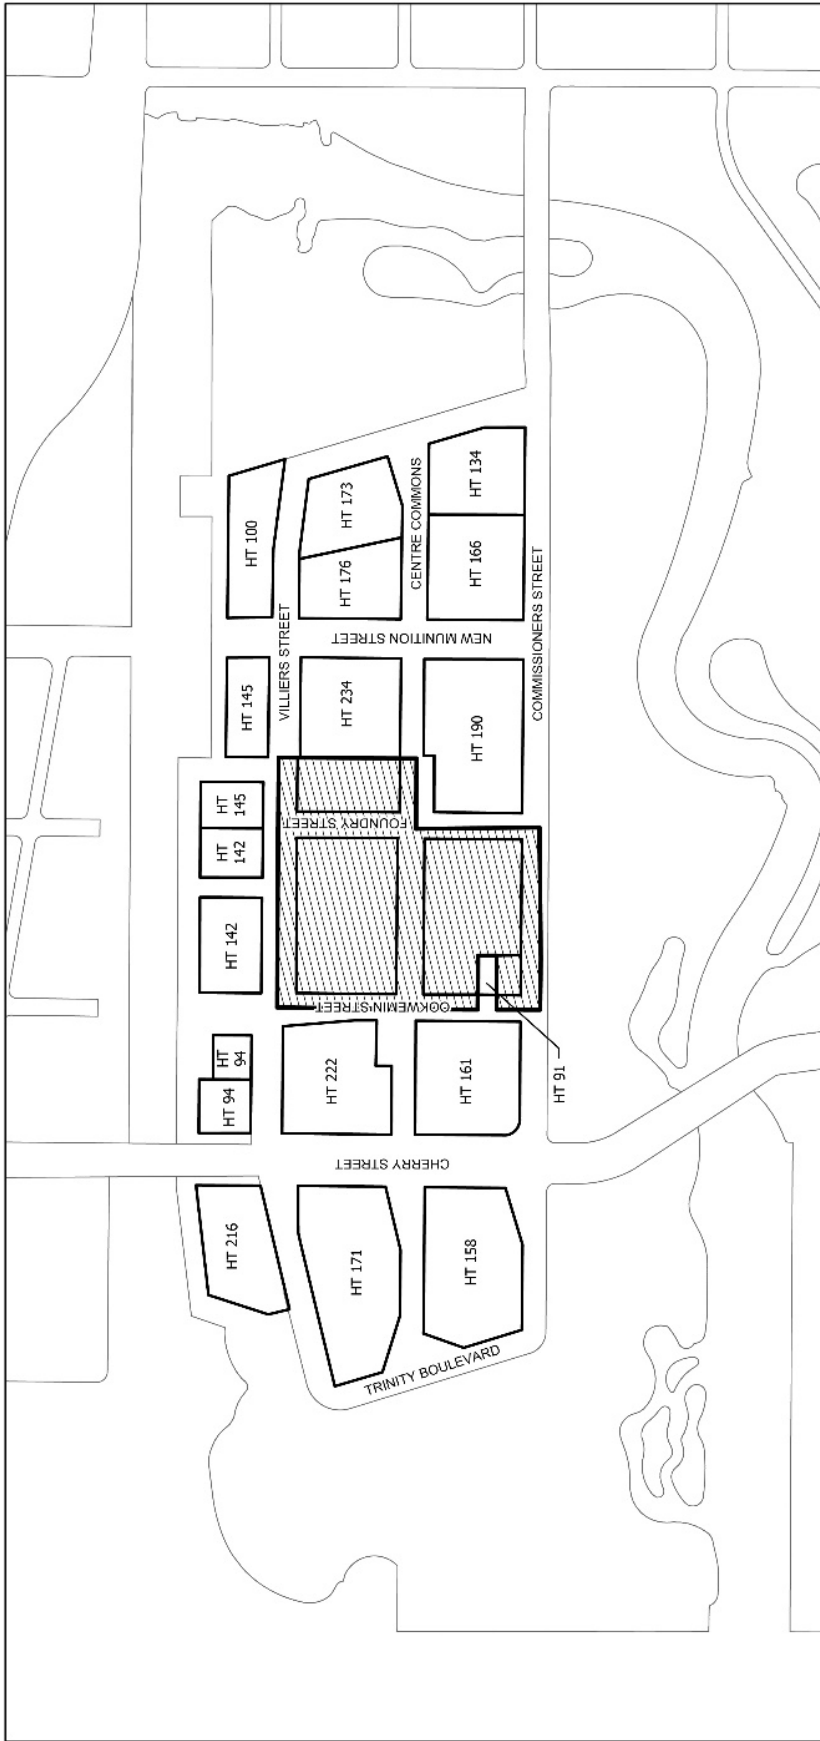 HT 134
HT 173
HT 100
CENTRE COMMONS
HT 166
HT 176
NEW MUNITION STREET
VILLIERS STREET
COMMISSIONERS STREET
HT 145
HT 234
HT 190
HT
145
FOUNDRY STREET
HT
142
HT 142
OOKWEMIN STREET
HT
94
HT 94
HT 222
HT 161
HT 91
CHERRY STREET
HT 216
HT 171
HT 158
TRINITY BOULEVARD